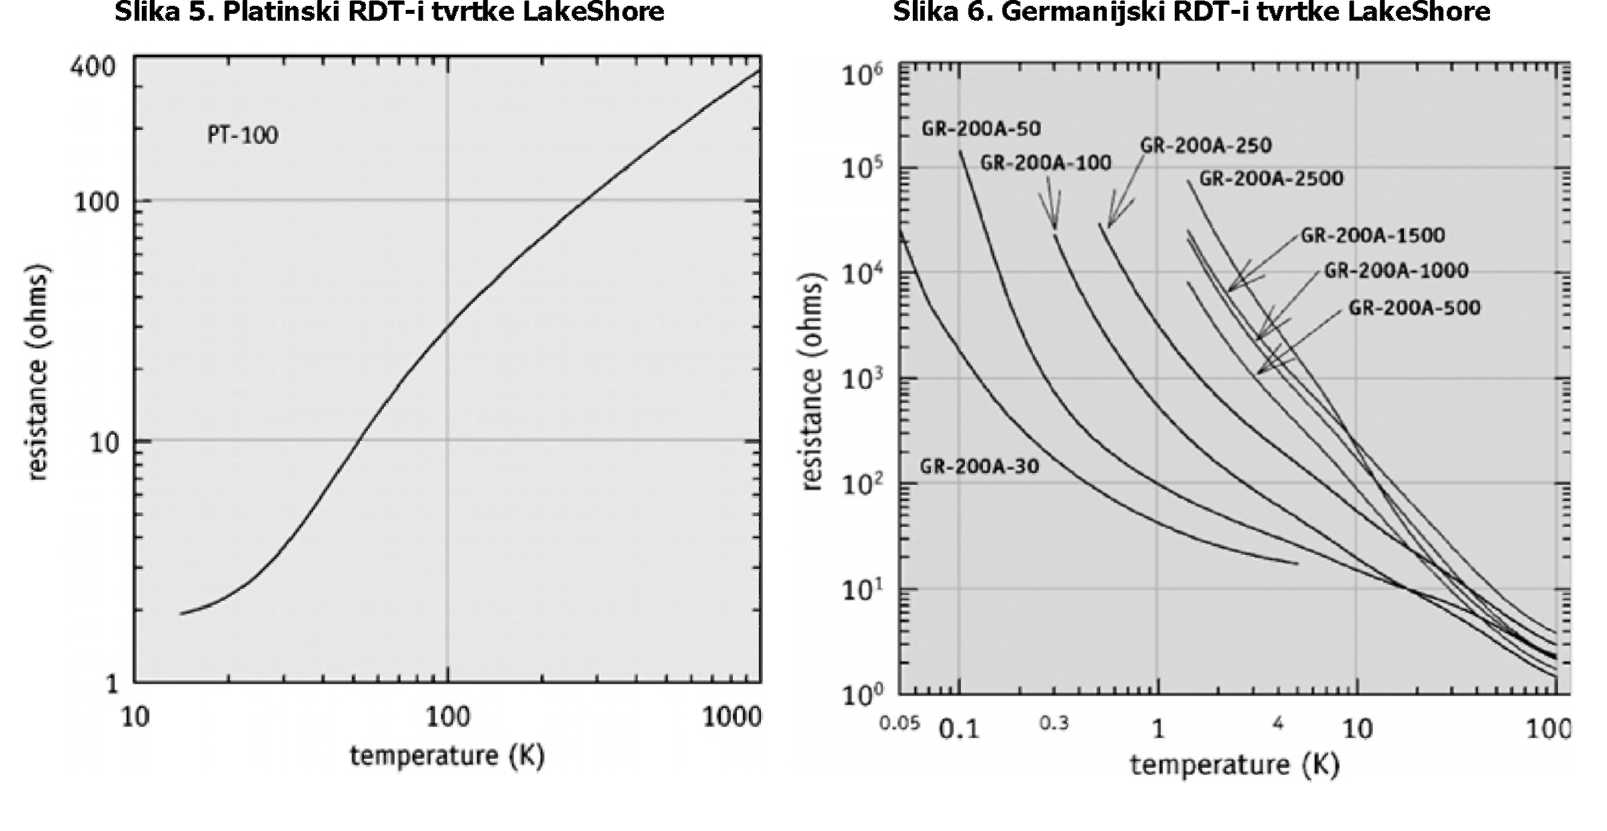 Slika 5. Platinski RDT-i tvrtke LakeShore
400
PT-100
100
10
1
resistance (ohms)
10 100 1000
temperature (K)
Slika 6. Germanijski RDT-i tvrtke LakeShore
10⁶
GR-200A-50
GR-200A-250
GR-200A-100
10⁵
GR-200A-2500
GR-200A-1500
10⁴
GR-200A-1000
GR-200A-500
10³
GR-200A-30
10²
10¹
10⁰
resistance (ohms)
0.05 0.1 0.3 1 4 10 100
temperature (K)